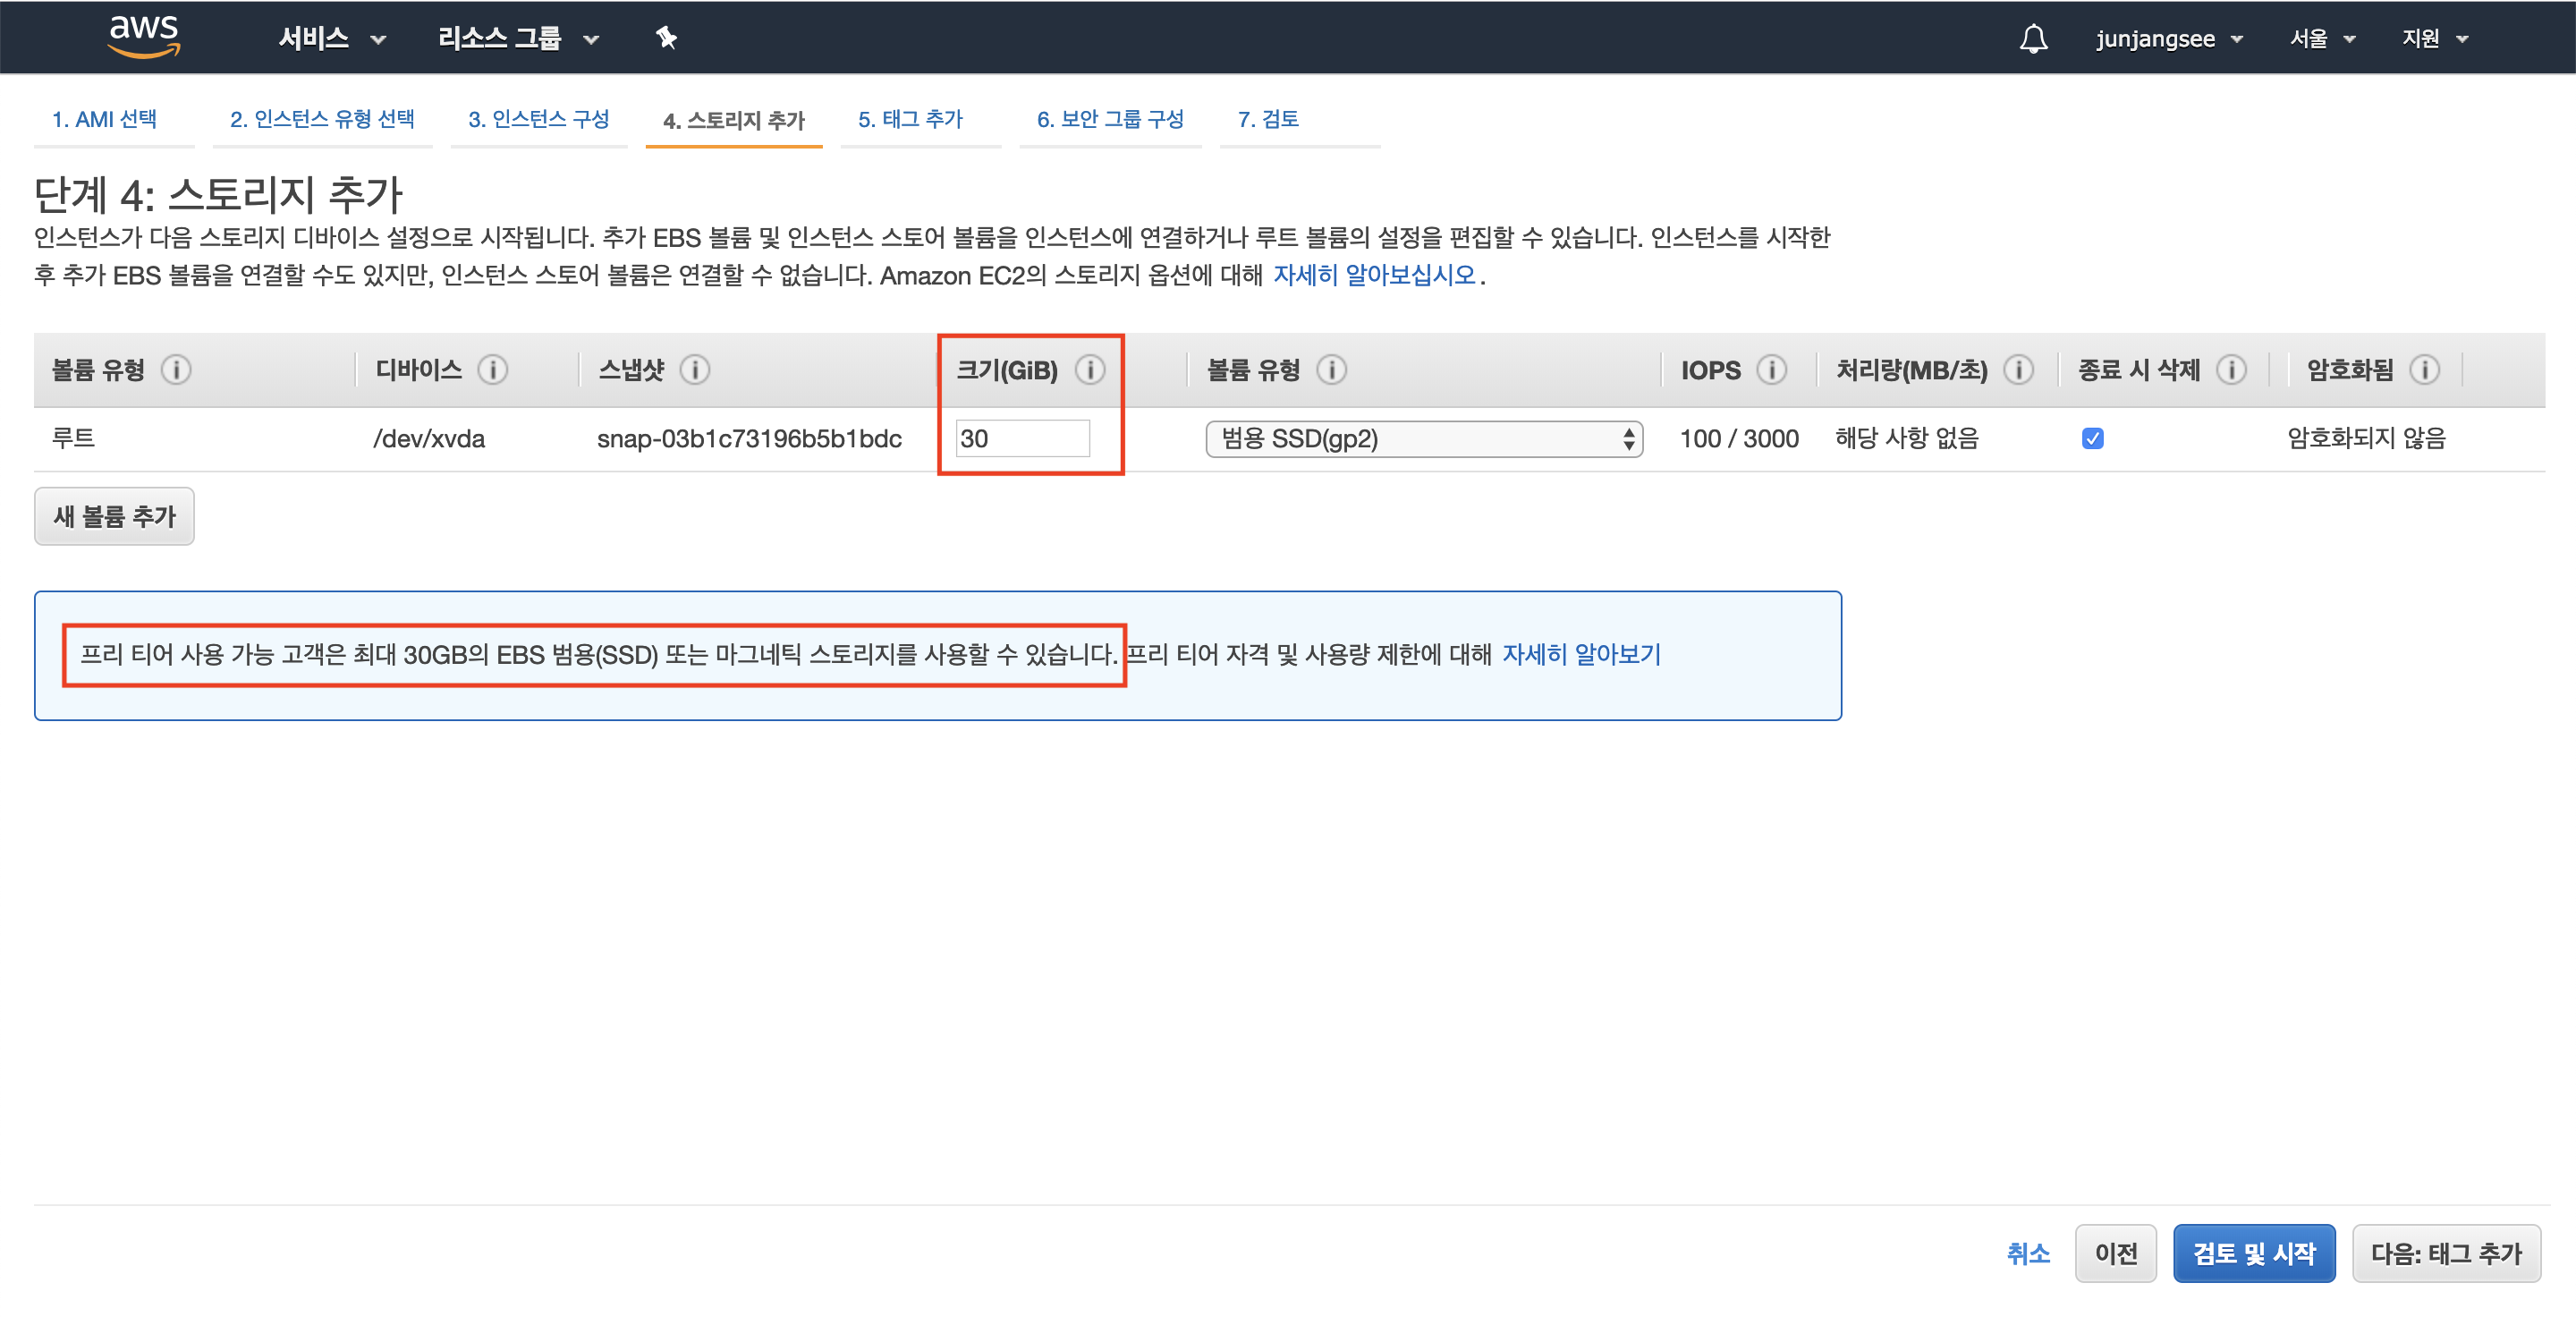 aws 서비스 리소스 그룹 junjangsee 서울 지원
1. AMI 선택 2. 인스턴스 유형 선택 3. 인스턴스 구성 4. 스토리지 추가 5. 태그 추가 6. 보안 그룹 구성 7. 검토
단계 4: 스토리지 추가
인스턴스가 다음 스토리지 디바이스 설정으로 시작됩니다. 추가 EBS 볼륨 및 인스턴스 스토어 볼륨을 인스턴스에 연결하거나 루트 볼륨의 설정을 편집할 수 있습니다. 인스턴스를 시작한
후 추가 EBS 볼륨을 연결할 수도 있지만, 인스턴스 스토어 볼륨은 연결할 수 없습니다. Amazon EC2의 스토리지 옵션에 대해 자세히 알아보십시오.
볼륨 유형 디바이스 스냅샷 크기(GiB) 볼륨 유형 IOPS 처리량(MB/초) 종료 시 삭제 암호화됨
루트 /dev/xvda snap-03b1c73196b5b1bdc 30 범용 SSD(gp2) 100 / 3000 해당 사항 없음 암호화되지 않음
새 볼륨 추가
프리 티어 사용 가능 고객은 최대 30GB의 EBS 범용(SSD) 또는 마그네틱 스토리지를 사용할 수 있습니다. 프리 티어 자격 및 사용량 제한에 대해 자세히 알아보기
취소 이전 검토 및 시작 다음: 태그 추가